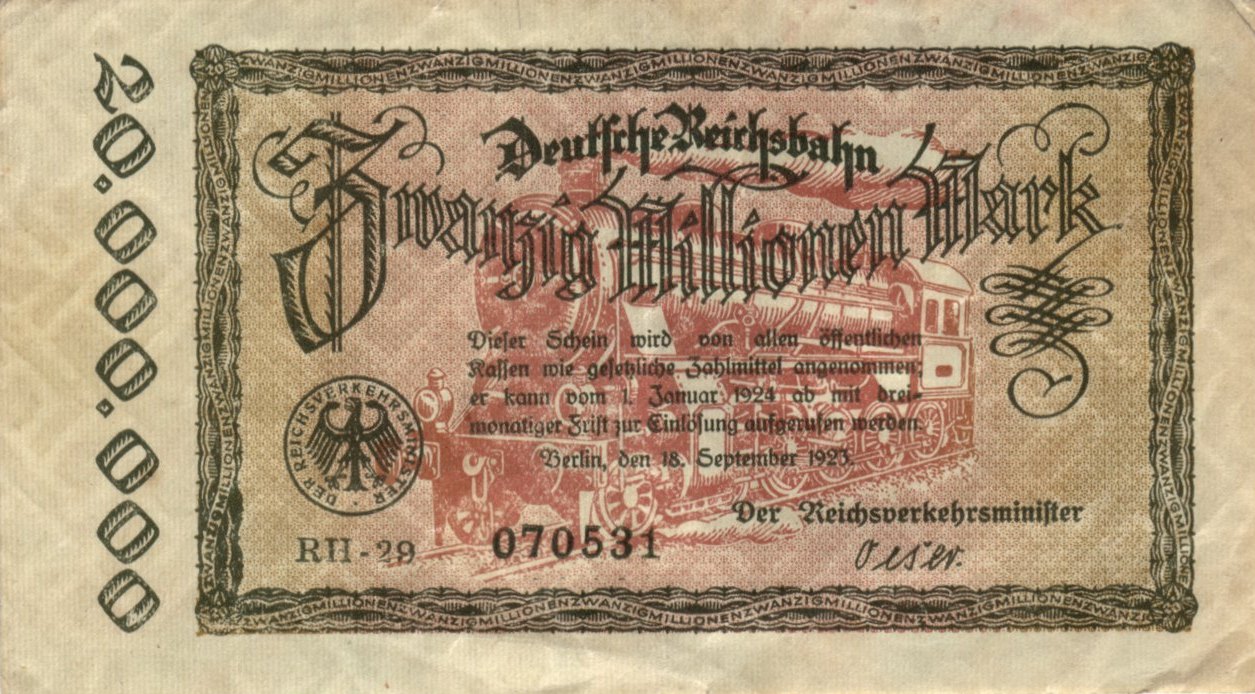 20.000.000
ZWANZIGMILLIONENZWANZIGMILLIONENZWANZIGMILLIONENZWANZIGMILLIONEN
Deutsche Reichsbahn
Zwanzig Millionen Mark
Dieser Schein wird von allen öffentlichen
Kassen wie gesetzliche Zahlmittel angenommen;
er kann vom 1. Januar 1924 ab mit drei-
monatiger Frist zur Einlösung aufgerufen werden.
Berlin, den 18. September 1923.
DER REICHSVERKEHRSMINISTER
Der Reichsverkehrsminister
RII-29
070531
Oeser.